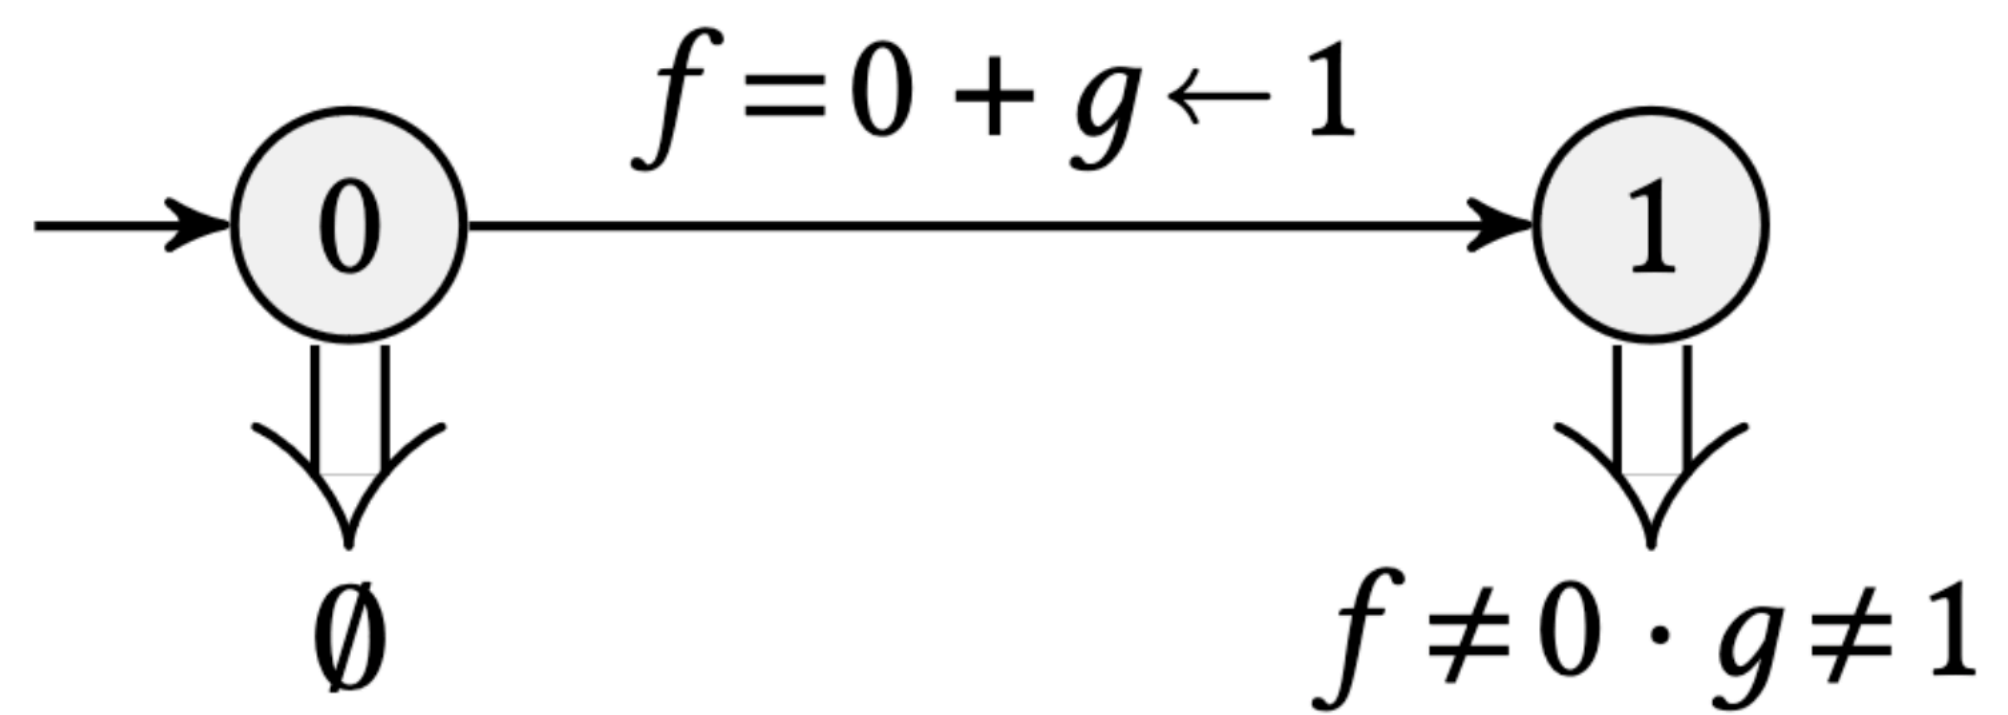 f = 0 + g ← 1
0
1
∅
f ≠ 0 · g ≠ 1